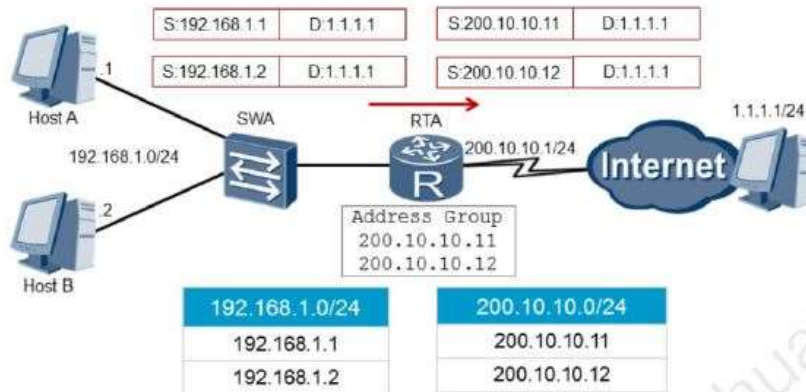 S:192.168.1.1 D:1.1.1.1 S:200.10.10.11 D:1.1.1.1
S:192.168.1.2 D:1.1.1.1 S:200.10.10.12 D:1.1.1.1
.1
Host A
SWA
RTA
1.1.1.1/24
192.168.1.0/24
200.10.10.1/24
Internet
R
.2
Host B
Address Group
200.10.10.11
200.10.10.12
192.168.1.0/24 200.10.10.0/24
192.168.1.1 200.10.10.11
192.168.1.2 200.10.10.12